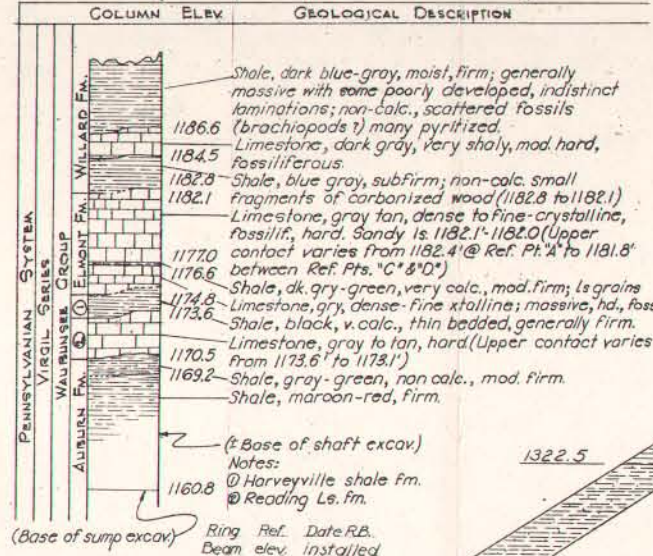 COLUMN ELEV. GEOLOGICAL DESCRIPTION
PENNSYLVANIAN SYSTEM
VIRGIL SERIES
WAUBUNSEE GROUP
WILLARD FM.
ELMONT FM.
①
②
AUBURN FM.
Shale, dark blue-gray, moist, firm; generally
massive with some poorly developed, indistinct
laminations; non-calc., scattered fossils
1186.6 (brachiopods ?) many pyritized.
Limestone, dark gray, very shaly, mod. hard,
1184.5 fossiliferous.
1182.8 Shale, blue gray, subfirm; non-calc. small
1182.1 fragments of carbonized wood (1182.8 to 1182.1)
Limestone, gray tan, dense to fine-crystalline,
fossilif., hard. Sandy ls. 1182.1'-1182.0 (Upper
contact varies from 1182.4' @ Ref. Pt. "A" to 1181.8'
1177.0 between Ref. Pts. "C" & "D")
1176.6 Shale, dk. gry-green, very calc., mod. firm; Ls grains
1174.8 Limestone, gry, dense-fine xtalline; massive, hd., foss
1173.6 Shale, black, v. calc., thin bedded, generally firm.
Limestone, gray to tan, hard (Upper contact varies
1170.5 from 1173.6' to 1173.1')
1169.2 Shale, gray-green, non calc., mod. firm.
Shale, maroon-red, firm.
(± Base of shaft excav.)
Notes:
① Harveyville shale fm.
② Reading Ls. fm.
1322.5
1160.8
(Base of sump excav)
Ring Ref. Date R.B.
Beam elev. installed